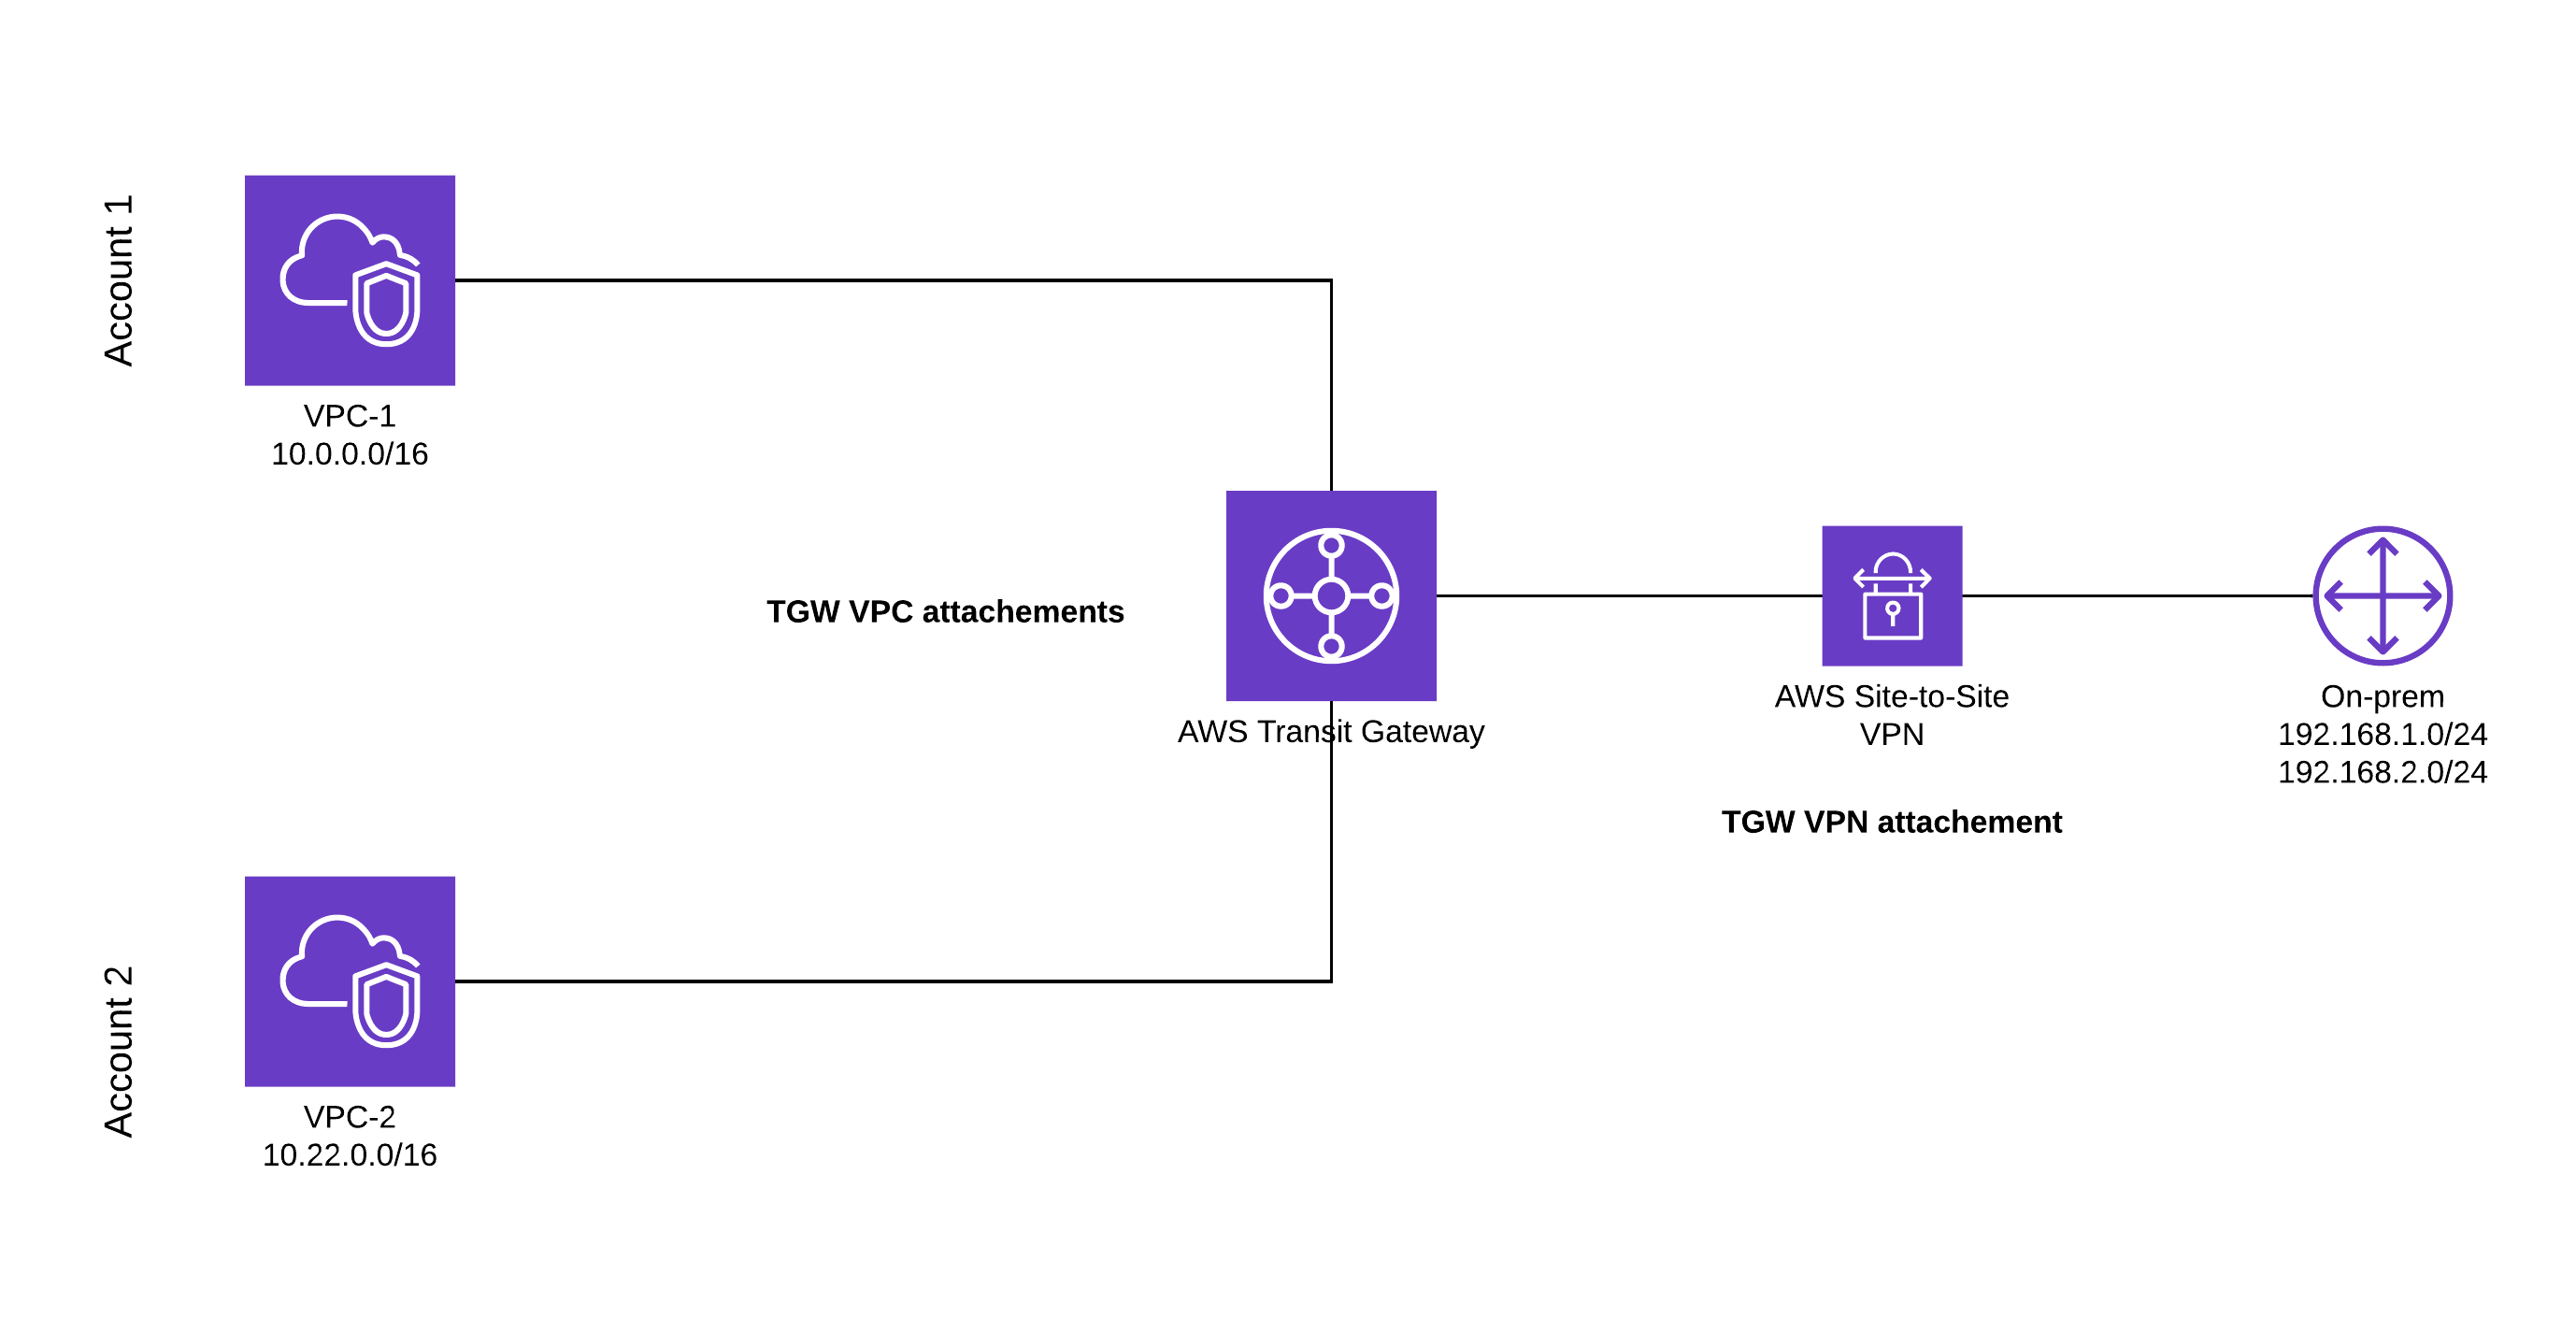 Account 1
VPC-1
10.0.0.0/16
TGW VPC attachements
AWS Transit Gateway
AWS Site-to-Site
VPN
On-prem
192.168.1.0/24
192.168.2.0/24
TGW VPN attachement
Account 2
VPC-2
10.22.0.0/16